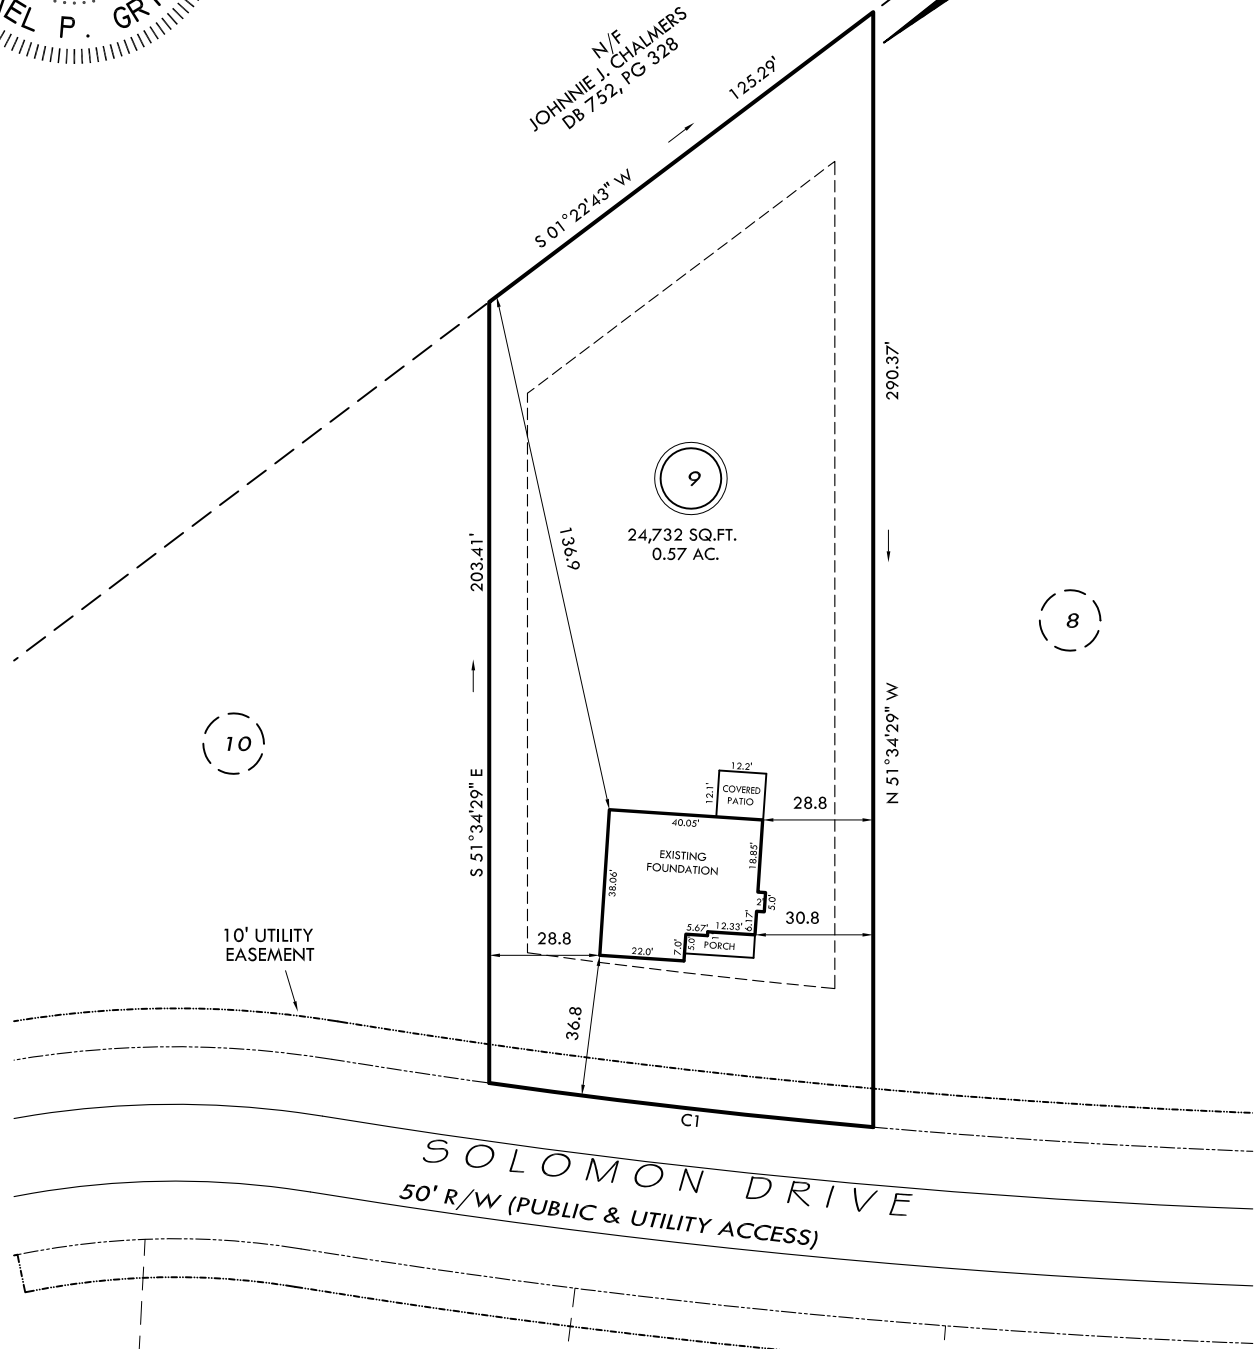 P. GR
N/F
JOHNNIE J. CHALMERS
DB 752, PG 328
125.29'
S 01°22'43" W
290.37'
9
24,732 SQ.FT.
0.57 AC.
136.9
203.41'
8
10
N 51°34'29" W
S 51°34'29" E
12.2'
12.1'
COVERED
PATIO
28.8
40.05'
EXISTING
FOUNDATION
18.85'
38.06'
2'
5.0'
6.17'
30.8
5.67'
12.33'
1'
7.0'
5.0'
PORCH
22.0'
28.8
10' UTILITY
EASEMENT
36.8
C1
SOLOMON DRIVE
50' R/W (PUBLIC & UTILITY ACCESS)